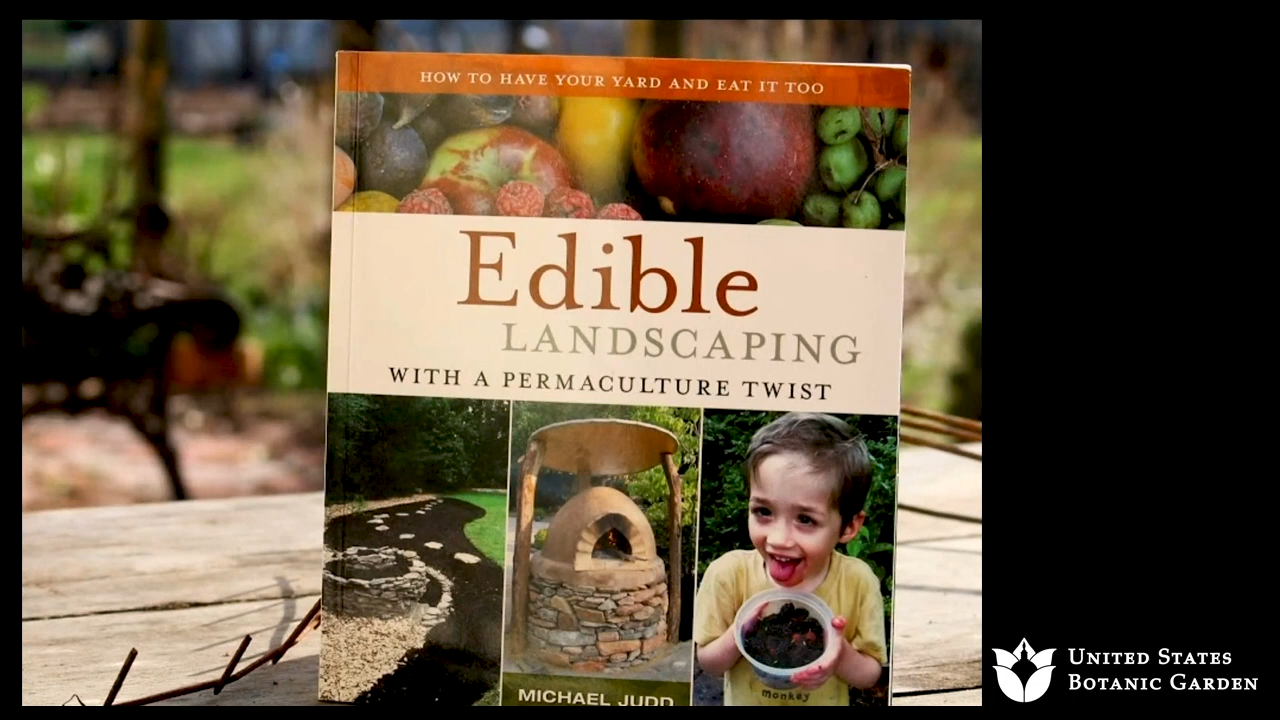 HOW TO HAVE YOUR YARD AND EAT IT TOO
Edible
LANDSCAPING
WITH A PERMACULTURE TWIST
monkey
MICHAEL JUDD
UNITED STATES
BOTANIC GARDEN